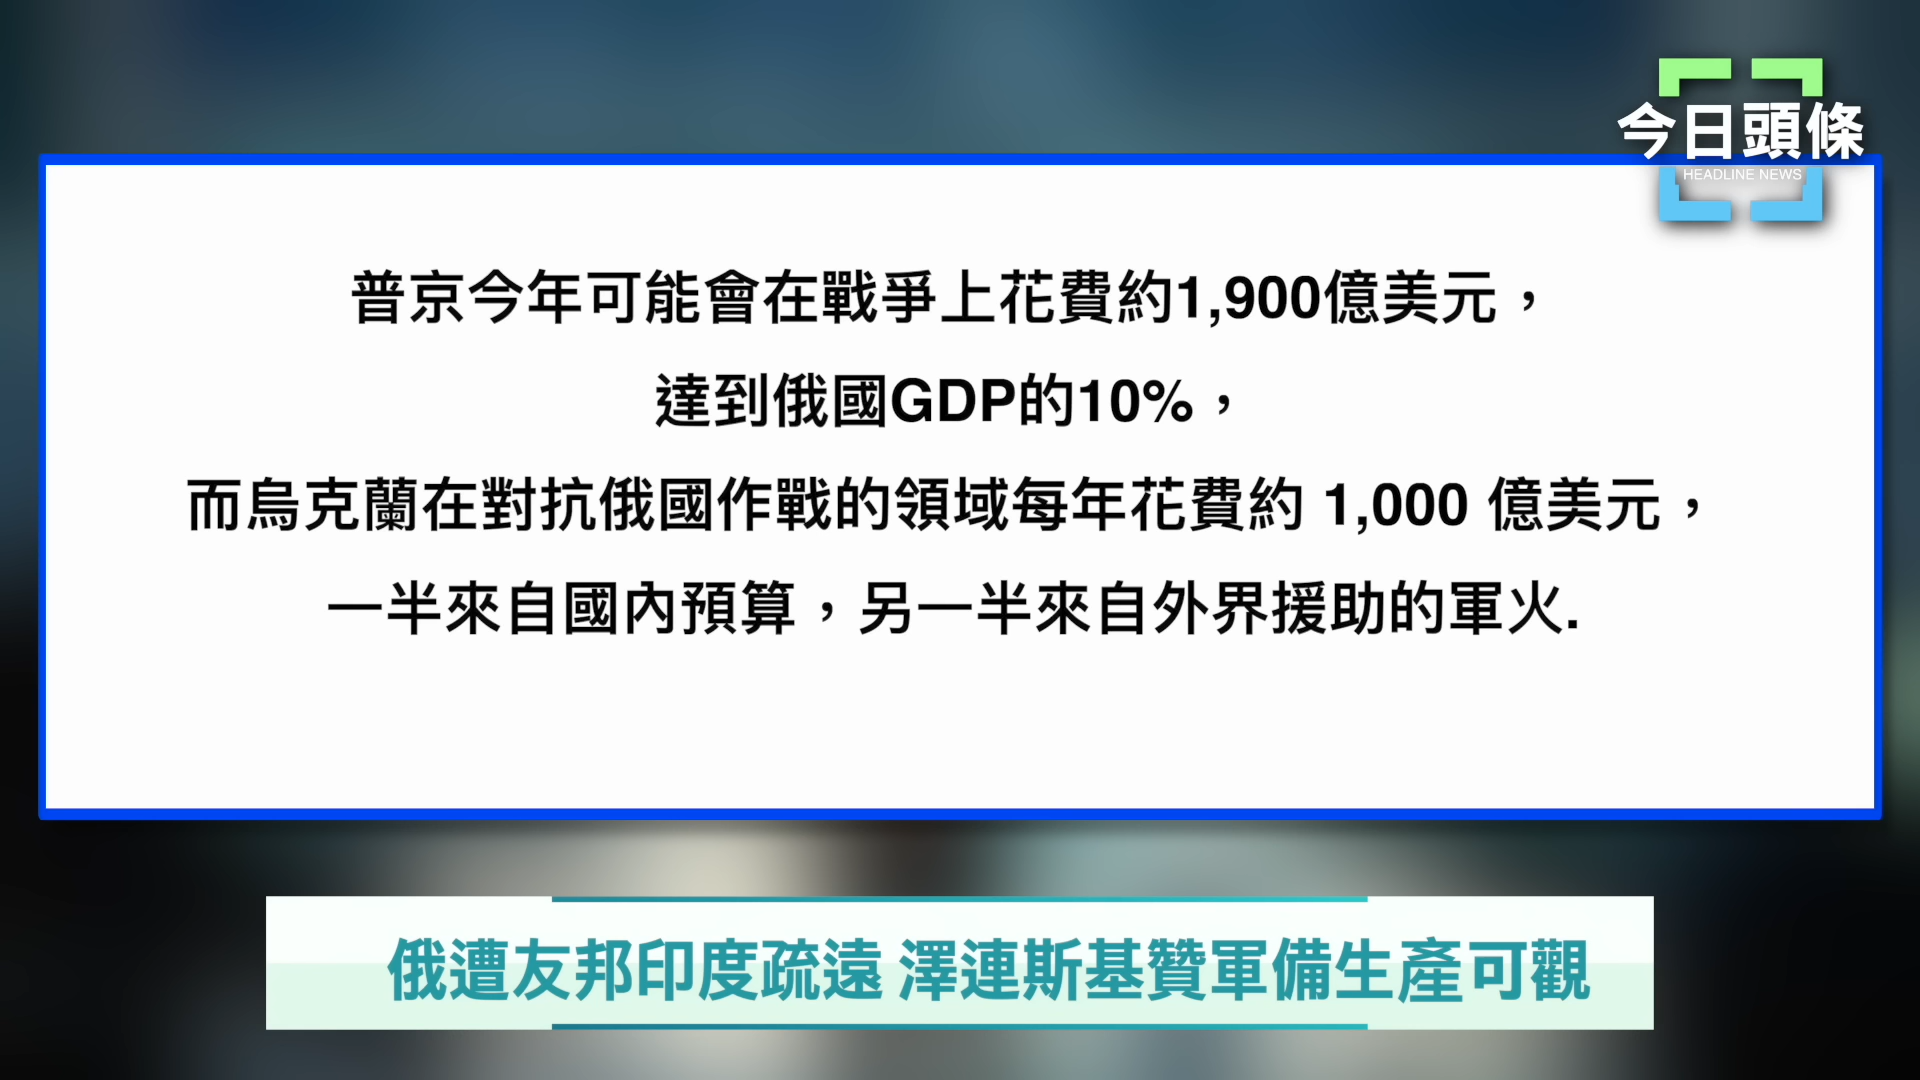 今日頭條
HEADLINE NEWS
普京今年可能會在戰爭上花費約1,900億美元，
達到俄國GDP的10%，
而烏克蘭在對抗俄國作戰的領域每年花費約 1,000 億美元，
一半來自國內預算，另一半來自外界援助的軍火.
俄遭友邦印度疏遠 澤連斯基贊軍備生產可觀